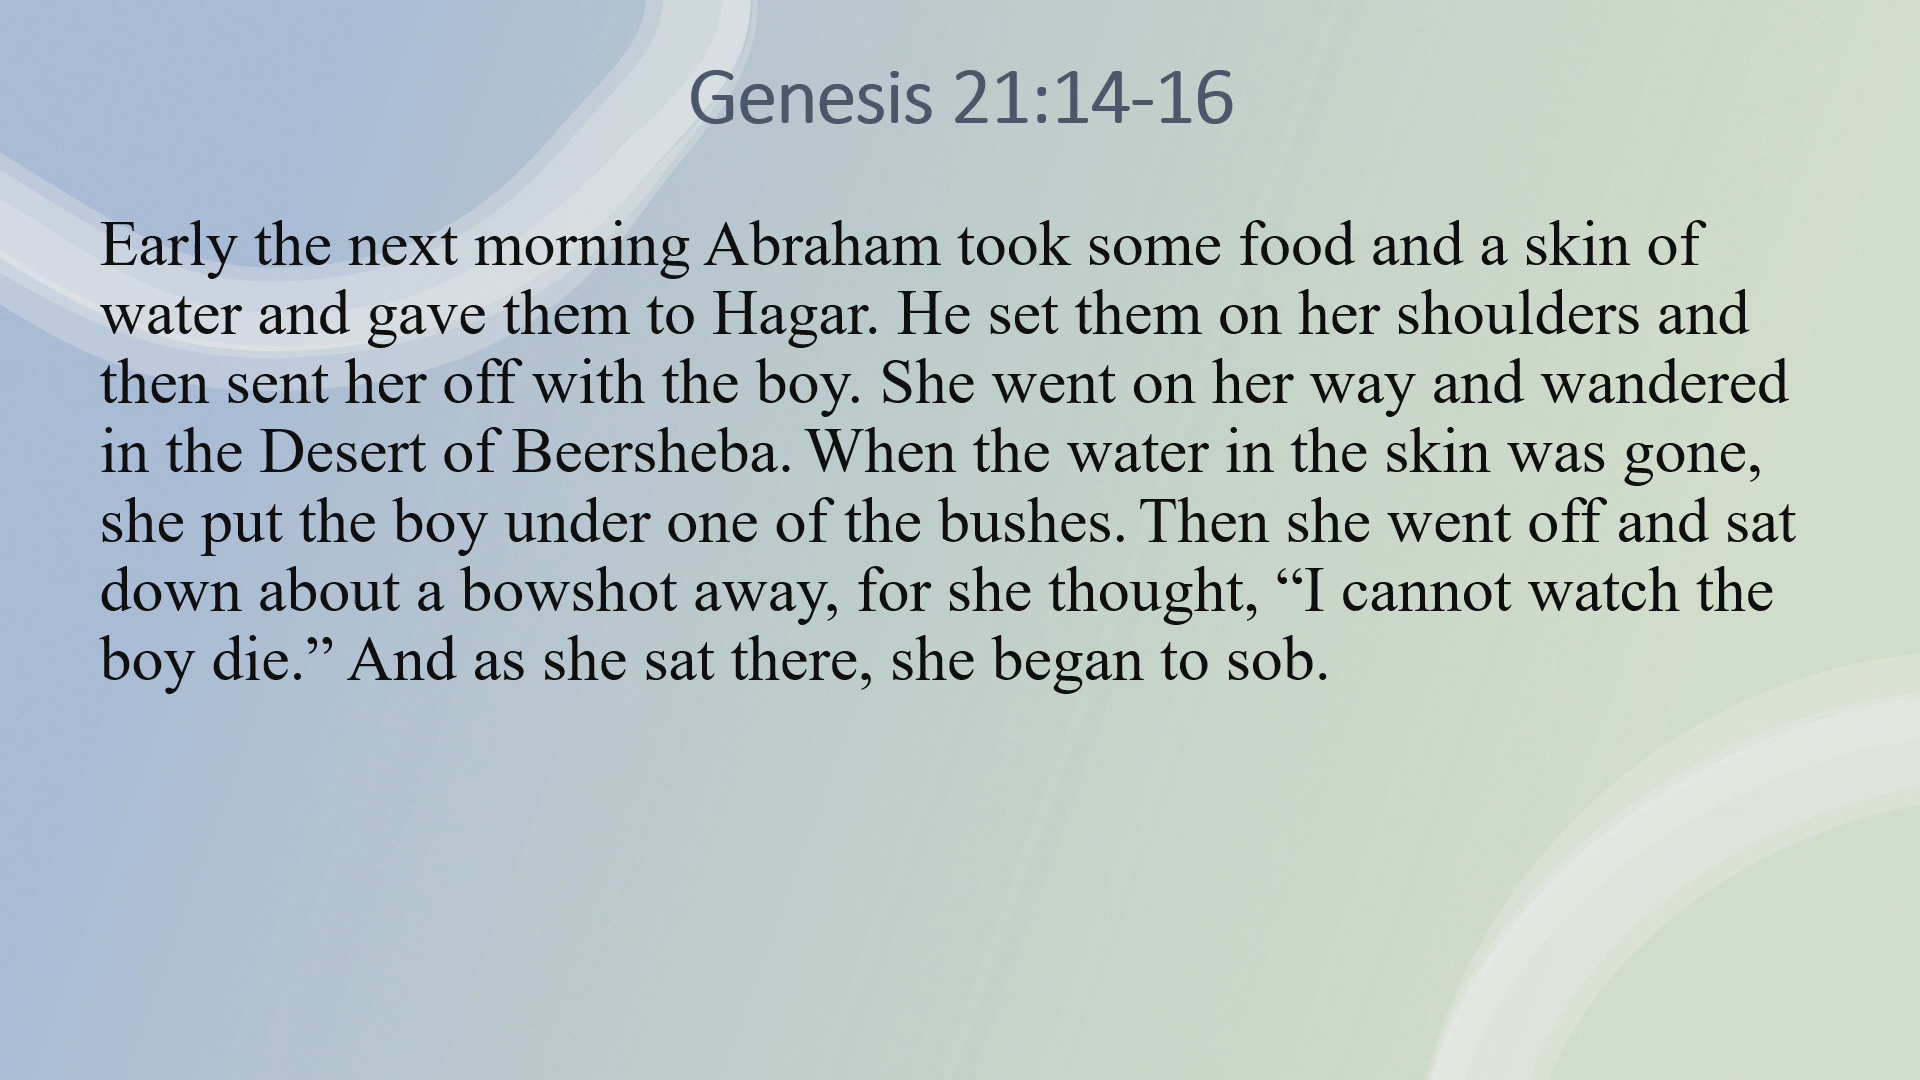 Genesis 21:14-16
Early the next morning Abraham took some food and a skin of
water and gave them to Hagar. He set them on her shoulders and
then sent her off with the boy. She went on her way and wandered
in the Desert of Beersheba. When the water in the skin was gone,
she put the boy under one of the bushes. Then she went off and sat
down about a bowshot away, for she thought, “I cannot watch the
boy die.” And as she sat there, she began to sob.